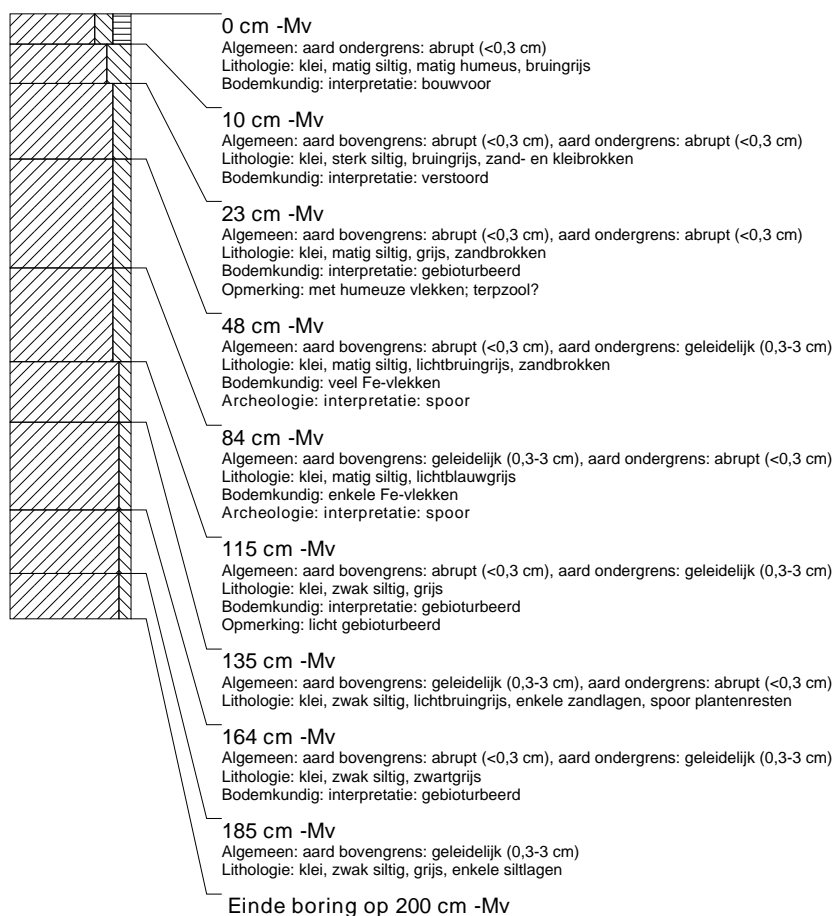 0 cm -Mv
Algemeen: aard ondergrens: abrupt (<0,3 cm)
Lithologie: klei, matig siltig, matig humeus, bruingrijs
Bodemkundig: interpretatie: bouwvoor
10 cm -Mv
Algemeen: aard bovengrens: abrupt (<0,3 cm), aard ondergrens: abrupt (<0,3 cm)
Lithologie: klei, sterk siltig, bruingrijs, zand- en kleibrokken
Bodemkundig: interpretatie: verstoord
23 cm -Mv
Algemeen: aard bovengrens: abrupt (<0,3 cm), aard ondergrens: abrupt (<0,3 cm)
Lithologie: klei, matig siltig, grijs, zandbrokken
Bodemkundig: interpretatie: gebioturbeerd
Opmerking: met humeuze vlekken; terpzool?
48 cm -Mv
Algemeen: aard bovengrens: abrupt (<0,3 cm), aard ondergrens: geleidelijk (0,3-3 cm)
Lithologie: klei, matig siltig, lichtbruingrijs, zandbrokken
Bodemkundig: veel Fe-vlekken
Archeologie: interpretatie: spoor
84 cm -Mv
Algemeen: aard bovengrens: geleidelijk (0,3-3 cm), aard ondergrens: abrupt (<0,3 cm)
Lithologie: klei, matig siltig, lichtblauwgrijs
Bodemkundig: enkele Fe-vlekken
Archeologie: interpretatie: spoor
115 cm -Mv
Algemeen: aard bovengrens: abrupt (<0,3 cm), aard ondergrens: geleidelijk (0,3-3 cm)
Lithologie: klei, zwak siltig, grijs
Bodemkundig: interpretatie: gebioturbeerd
Opmerking: licht gebioturbeerd
135 cm -Mv
Algemeen: aard bovengrens: geleidelijk (0,3-3 cm), aard ondergrens: abrupt (<0,3 cm)
Lithologie: klei, zwak siltig, lichtbruingrijs, enkele zandlagen, spoor plantenresten
164 cm -Mv
Algemeen: aard bovengrens: abrupt (<0,3 cm), aard ondergrens: geleidelijk (0,3-3 cm)
Lithologie: klei, zwak siltig, zwartgrijs
Bodemkundig: interpretatie: gebioturbeerd
185 cm -Mv
Algemeen: aard bovengrens: geleidelijk (0,3-3 cm)
Lithologie: klei, zwak siltig, grijs, enkele siltlagen
Einde boring op 200 cm -Mv